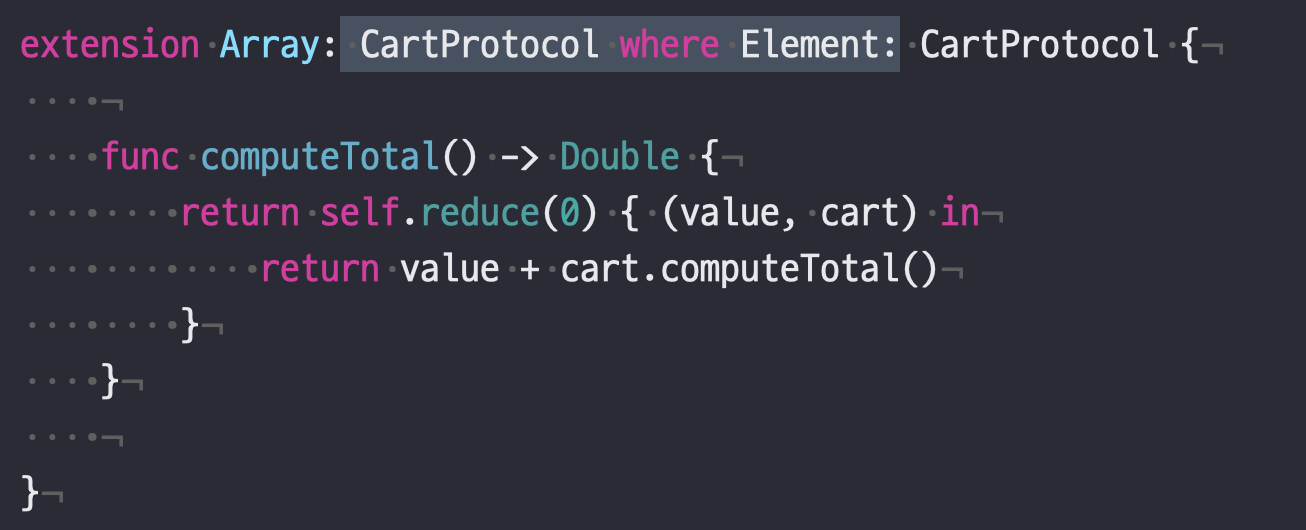 extension Array: CartProtocol where Element: CartProtocol {
    
    func computeTotal() -> Double {
        return self.reduce(0) { (value, cart) in
            return value + cart.computeTotal()
        }
    }
    
}